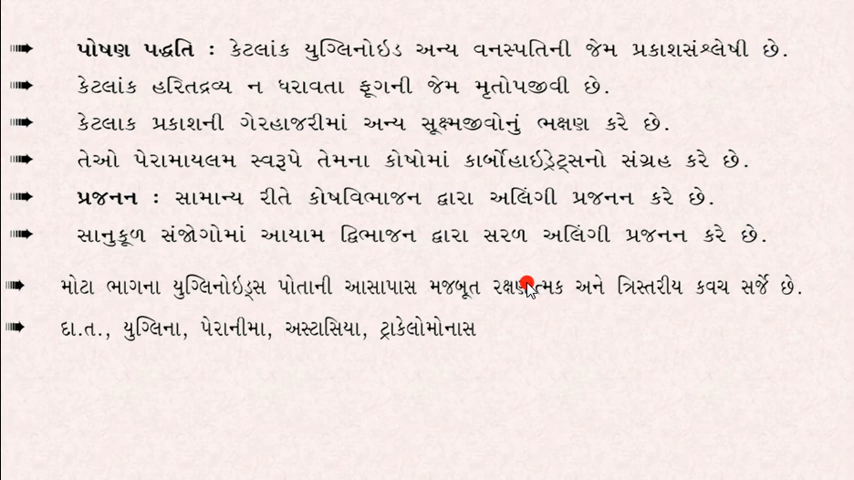 પોષણ પદ્ધતિ : કેટલાંક યુગ્લિનોઇડ અન્ય વનસ્પતિની જેમ પ્રકાશસંશ્લેષી છે.
કેટલાંક હરિતદ્રવ્ય ન ધરાવતા ફૂગની જેમ મૃતોપજીવી છે.
કેટલાક પ્રકાશની ગેરહાજરીમાં અન્ય સૂક્ષ્મજીવોનું ભક્ષણ કરે છે.
તેઓ પેરામાયલમ સ્વરૂપે તેમના કોષોમાં કાર્બોહાઇડ્રેટ્સનો સંગ્રહ કરે છે.
પ્રજનન : સામાન્ય રીતે કોષવિભાજન દ્વારા અલિંગી પ્રજનન કરે છે.
સાનુકૂળ સંજોગોમાં આયામ દ્વિભાજન દ્વારા સરળ અલિંગી પ્રજનન કરે છે.
મોટા ભાગના યુગ્લિનોઇડ્સ પોતાની આસાપાસ મજબૂત રક્ષણાત્મક અને ત્રિસ્તરીય કવચ સર્જે છે.
દા.ત., યુગ્લિના, પેરાનીમા, અસ્ટાસિયા, ટ્રાકેલોમોનાસ